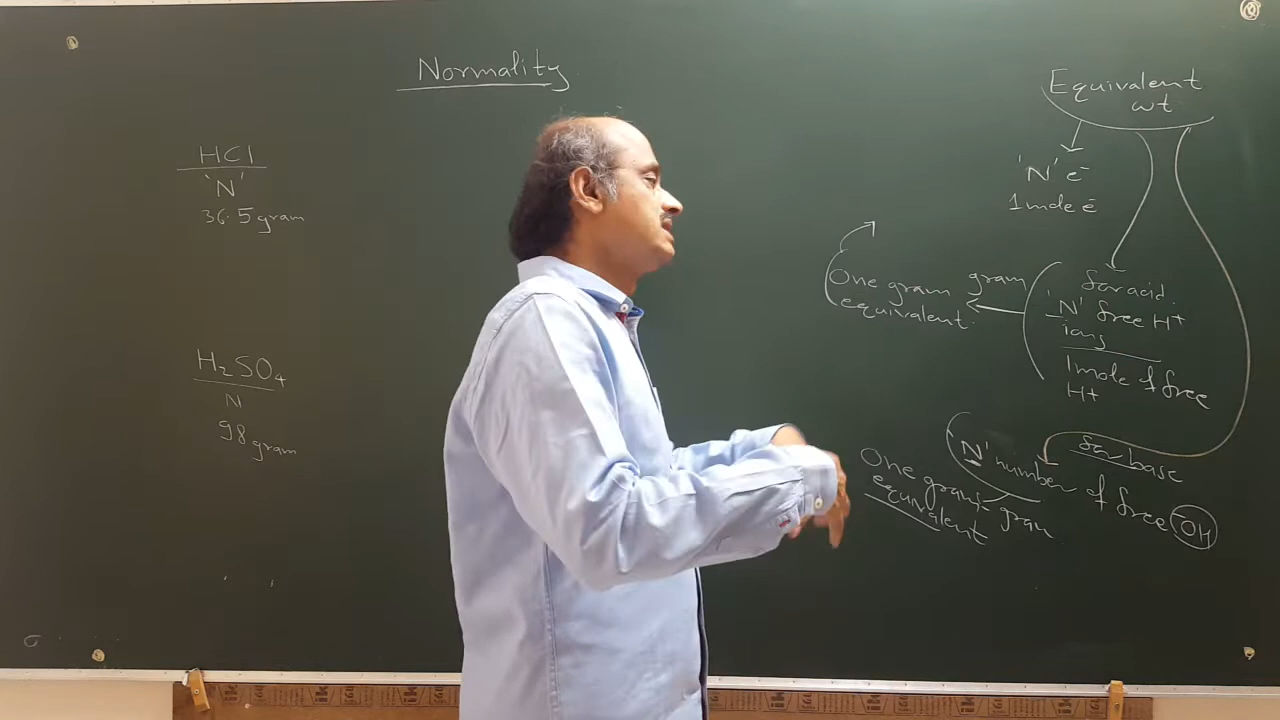 Normality
HCl
'N'
36.5 gram
H₂SO₄
N
98 gram
Equivalent
wt
'N' e⁻
1 mole e⁻
for acid.
'N' free H⁺
ions
1 mole of free
H⁺
One gram gram
equivalent.
for base
'N' number of free OH
One gram- gram
equivalent